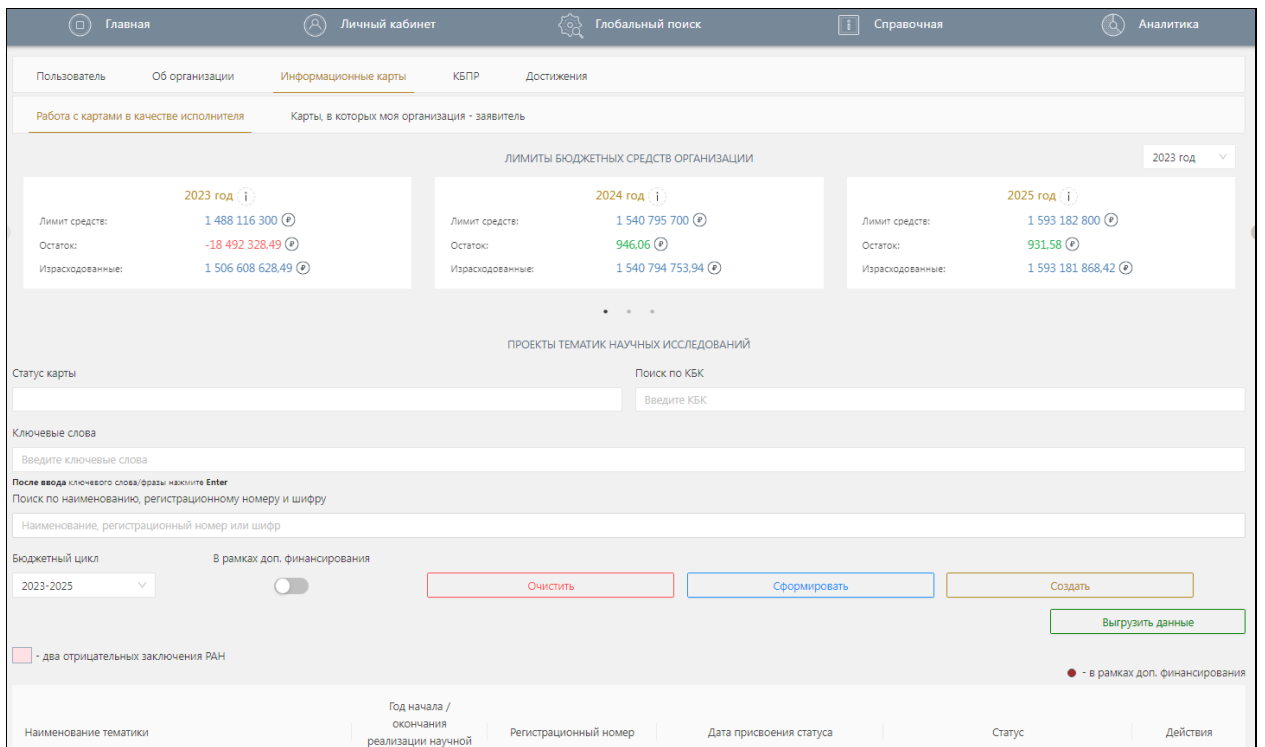 Главная Личный кабинет Глобальный поиск Справочная Аналитика
Пользователь Об организации Информационные карты КБПР Достижения
Работа с картами в качестве исполнителя Карты, в которых моя организация - заявитель
ЛИМИТЫ БЮДЖЕТНЫХ СРЕДСТВ ОРГАНИЗАЦИИ 2023 год
2023 год i 2024 год i 2025 год i
Лимит средств: 1 488 116 300 ₽ Лимит средств: 1 540 795 700 ₽ Лимит средств: 1 593 182 800 ₽
Остаток: -18 492 328,49 ₽ Остаток: 946,06 ₽ Остаток: 931,58 ₽
Израсходованные: 1 506 608 628,49 ₽ Израсходованные: 1 540 794 753,94 ₽ Израсходованные: 1 593 181 868,42 ₽
ПРОЕКТЫ ТЕМАТИК НАУЧНЫХ ИССЛЕДОВАНИЙ
Статус карты Поиск по КБК
Введите КБК
Ключевые слова
Введите ключевые слова
После ввода ключевого слова/фразы нажмите Enter
Поиск по наименованию, регистрационному номеру и шифру
Наименование, регистрационный номер или шифр
Бюджетный цикл В рамках доп. финансирования
2023-2025 Очистить Сформировать Создать
Выгрузить данные
- два отрицательных заключения РАН
- в рамках доп. финансирования
Наименование тематики Год начала / окончания реализации научной Регистрационный номер Дата присвоения статуса Статус Действия